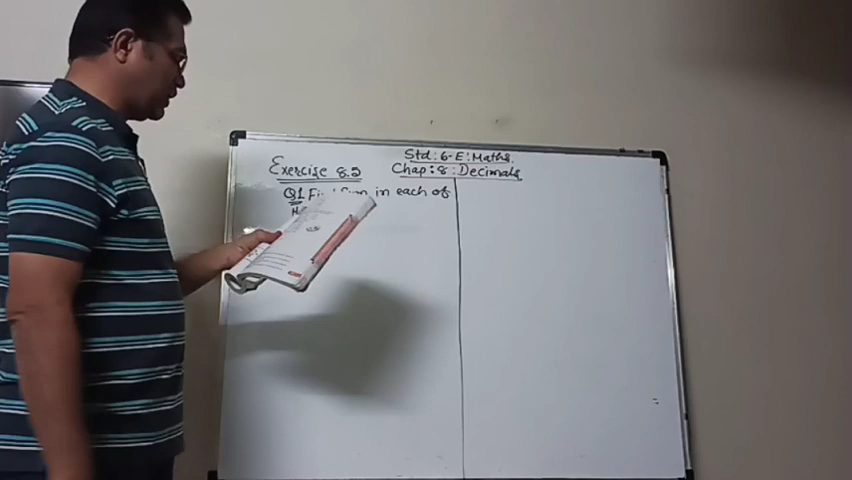 Std: 6-E: Maths.
Chap: 8: Decimals
Exercise 8.5
Q1 Find Sum in each of